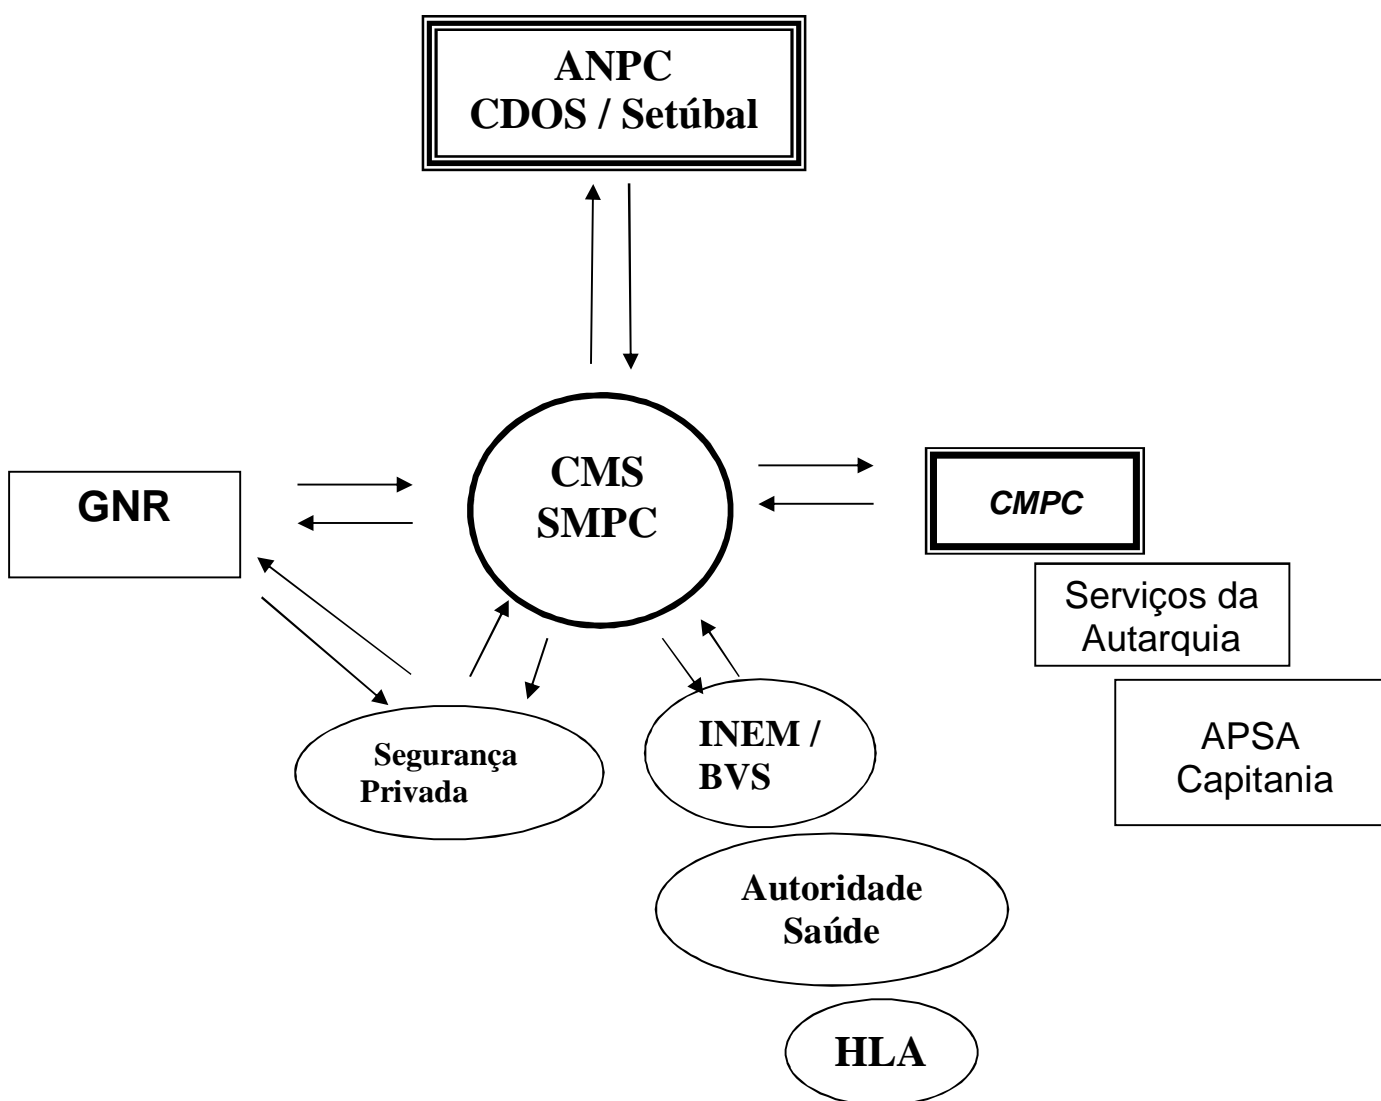 ANPC
CDOS / Setúbal
CMS
SMPC
GNR
CMPC
Serviços da
Autarquia
APSA
Capitania
Segurança
Privada
INEM /
BVS
Autoridade
Saúde
HLA